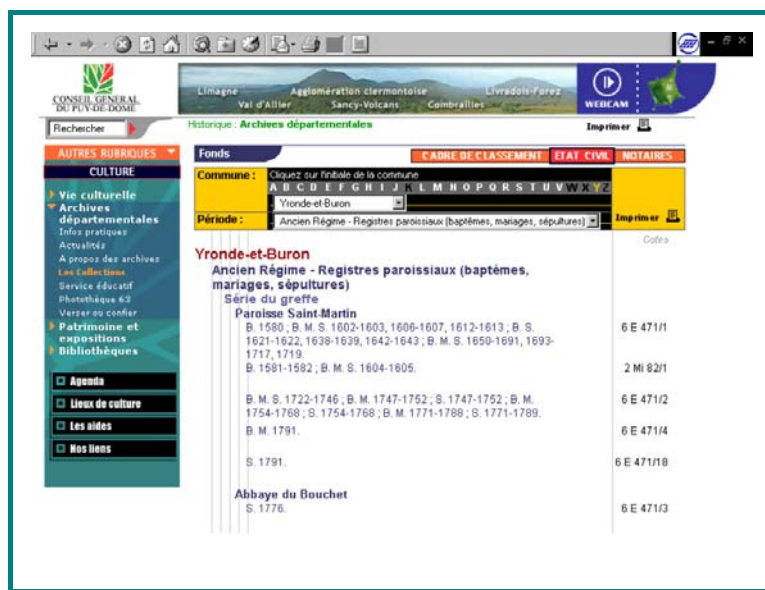 CONSEIL GENERAL
DU PUY-DE-DOME
Limagne Agglomération clermontoise Livradois-Forez
Val d'Allier Sancy-Volcans Combrailles
WEBCAM
Rechercher
Historique : Archives départementales
Imprimer
AUTRES RUBRIQUES
CULTURE
Vie culturelle
Archives
départementales
Infos pratiques
Actualités
A propos des archives
Les Collections
Service éducatif
Photothèque 63
Verser ou confier
Patrimoine et
expositions
Bibliothèques
Agenda
Lieux de culture
Les aides
Nos liens
Fonds
CADRE DE CLASSEMENT ETAT CIVIL NOTAIRES
Commune : Cliquez sur l'initiale de la commune
A B C D E F G H I J K L M N O P Q R S T U V W X Y Z
Yronde-et-Buron
Période : Ancien Régime - Registres paroissiaux (baptêmes, mariages, sépultures)
Imprimer
Cotes
Yronde-et-Buron
Ancien Régime - Registres paroissiaux (baptêmes,
mariages, sépultures)
Série du greffe
Paroisse Saint-Martin
B. 1580 ; B. M. S. 1602-1603, 1606-1607, 1612-1613 ; B. S. 6 E 471/1
1621-1622, 1638-1639, 1642-1643 ; B. M. S. 1650-1691, 1693-
1717, 1719.
B. 1581-1582 ; B. M. S. 1604-1605. 2 Mi 82/1
B. M. S. 1722-1746 ; B. M. 1747-1752 ; S. 1747-1752 ; B. M. 6 E 471/2
1754-1768 ; S. 1754-1768 ; B. M. 1771-1788 ; S. 1771-1789.
B. M. 1791. 6 E 471/4
S. 1791. 6 E 471/18
Abbaye du Bouchet
S. 1776. 6 E 471/3